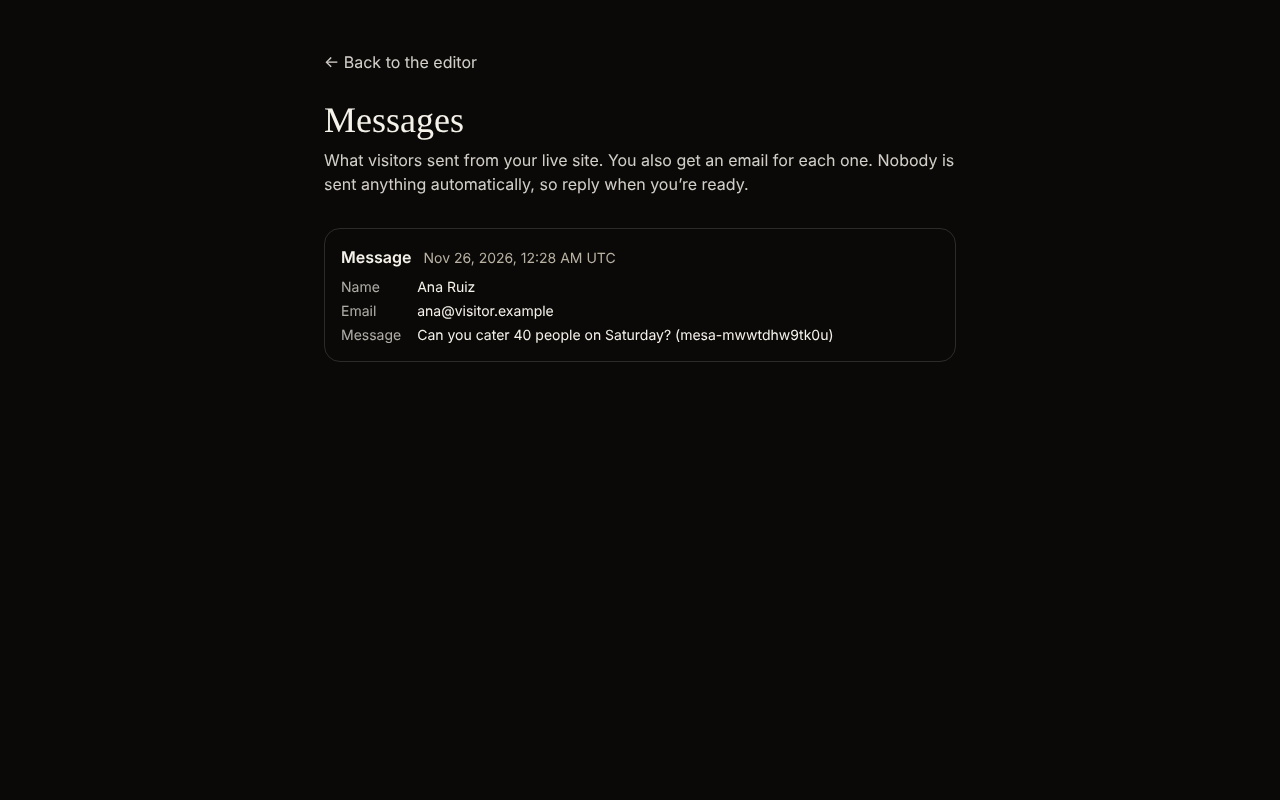 ← Back to the editor
Messages
What visitors sent from your live site. You also get an email for each one. Nobody is
sent anything automatically, so reply when you’re ready.
Message Nov 26, 2026, 12:28 AM UTC
Name Ana Ruiz
Email ana@visitor.example
Message Can you cater 40 people on Saturday? (mesa-mwwtdhw9tk0u)